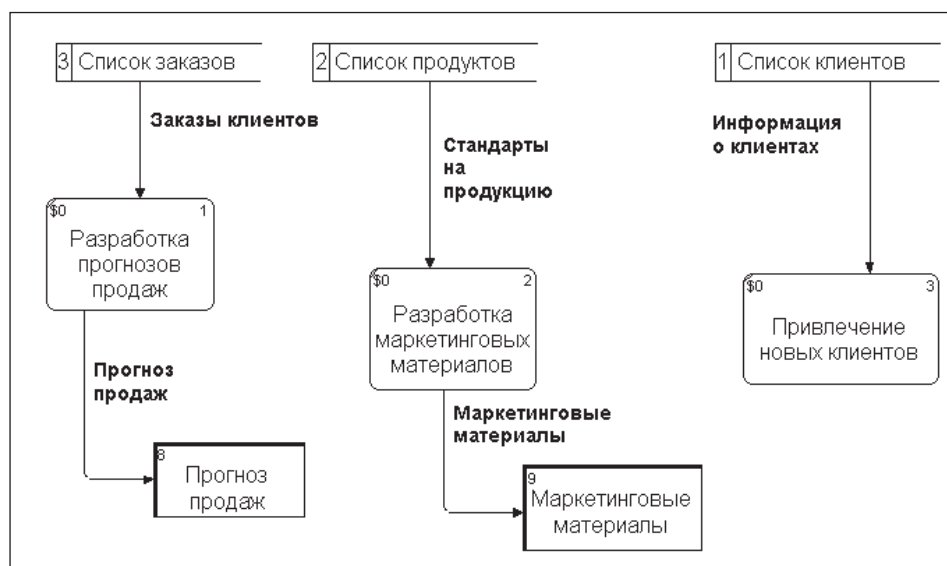 3 Список заказов
2 Список продуктов
1 Список клиентов
Заказы клиентов
Стандарты
на
продукцию
Информация
о клиентах
$0 1
Разработка
прогнозов
продаж
$0 2
Разработка
маркетинговых
материалов
$0 3
Привлечение
новых клиентов
Прогноз
продаж
Маркетинговые
материалы
8
Прогноз
продаж
9
Маркетинговые
материалы